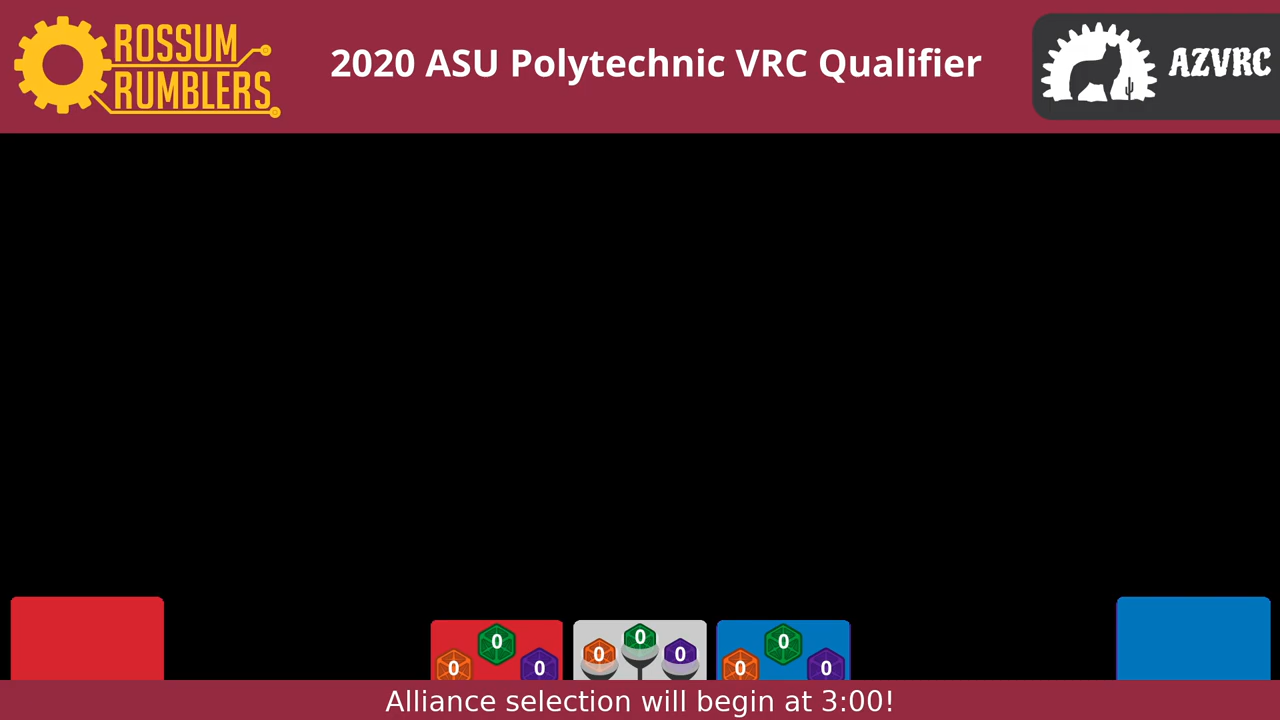 ROSSUM
RUMBLERS
2020 ASU Polytechnic VRC Qualifier
AZVRC
0
0
0
0
0
0
0
0
0
Alliance selection will begin at 3:00!